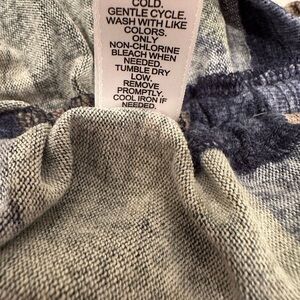 COLD.
GENTLE CYCLE.
WASH WITH LIKE
COLORS.
ONLY
NON-CHLORINE
BLEACH WHEN
NEEDED.
TUMBLE DRY
LOW.
REMOVE
PROMPTLY.
COOL IRON IF
NEEDED.